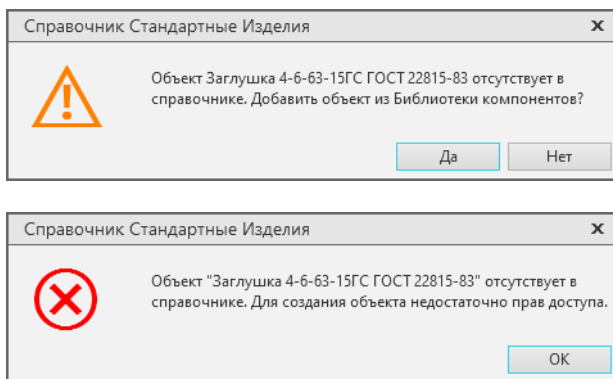 Справочник Стандартные Изделия
x
Объект Заглушка 4-6-63-15ГС ГОСТ 22815-83 отсутствует в
справочнике. Добавить объект из Библиотеки компонентов?
Да Нет
Справочник Стандартные Изделия
x
Объект "Заглушка 4-6-63-15ГС ГОСТ 22815-83" отсутствует в
справочнике. Для создания объекта недостаточно прав доступа.
OK